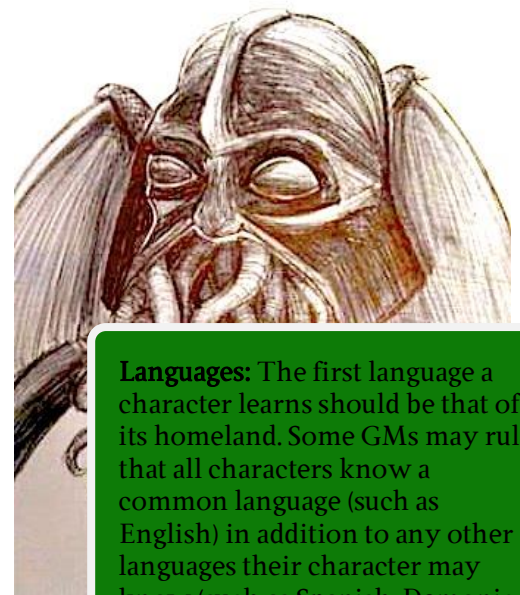 Languages: The first language a
character learns should be that of
its homeland. Some GMs may
that all characters know a
common language (such as
English) in addition to any other
languages their character may